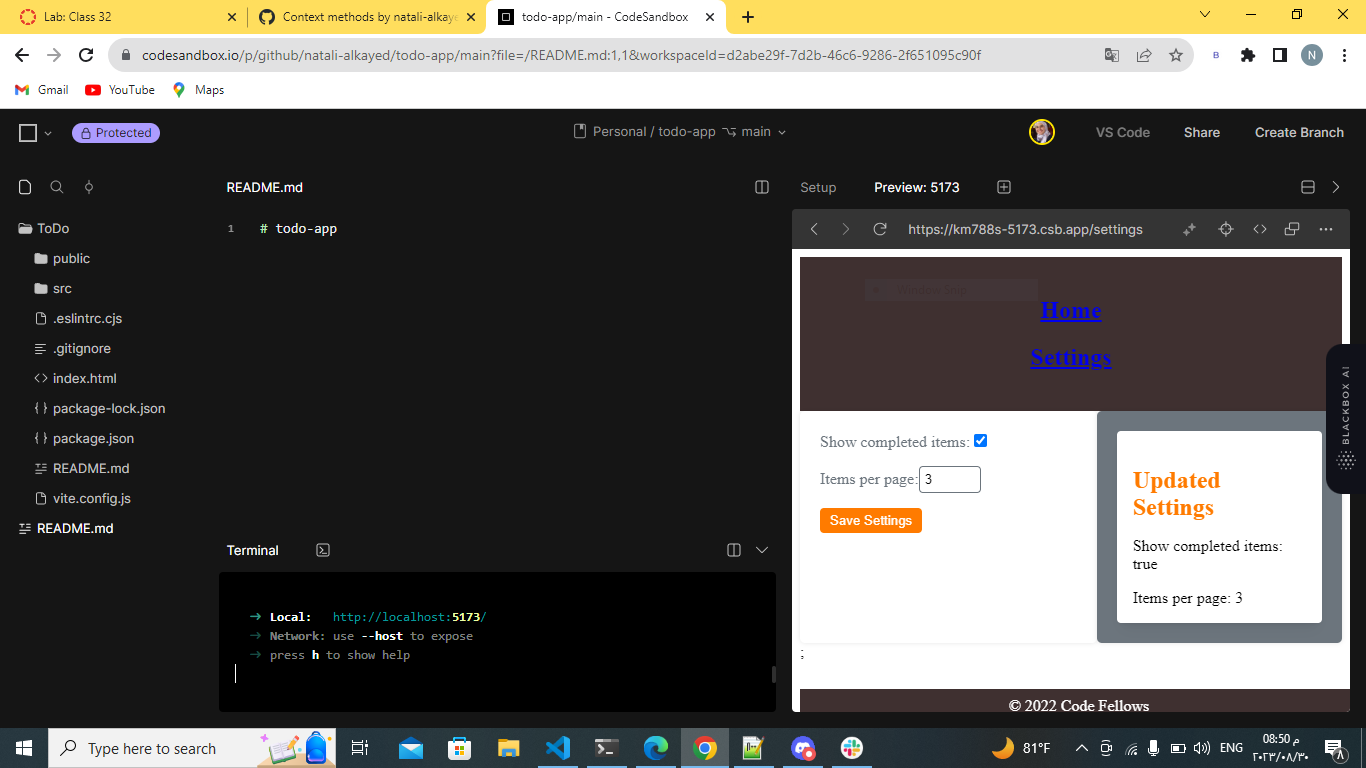 Lab: Class 32
Context methods by natali-alkaye
todo-app/main - CodeSandbox
codesandbox.io/p/github/natali-alkayed/todo-app/main?file=/README.md:1,1&workspaceId=d2abe29f-7d2b-46c6-9286-2f651095c90f
B
N
Gmail
YouTube
Maps
Protected
Personal / todo-app
main
VS Code
Share
Create Branch
README.md
Setup
Preview: 5173
ToDo
public
src
.eslintrc.cjs
.gitignore
index.html
package-lock.json
package.json
README.md
vite.config.js
README.md
1 # todo-app
https://km788s-5173.csb.app/settings
Window Snip
Home
Settings
BLACKBOX AI
Show completed items:
Items per page: 3
Save Settings
Updated
Settings
Show completed items:
true
Items per page: 3
;
© 2022 Code Fellows
Terminal
➜ Local: http://localhost:5173/
➜ Network: use --host to expose
➜ press h to show help
Type here to search
81°F
ENG
08:50 م
٢٠٢٣/٠٨/٣٠